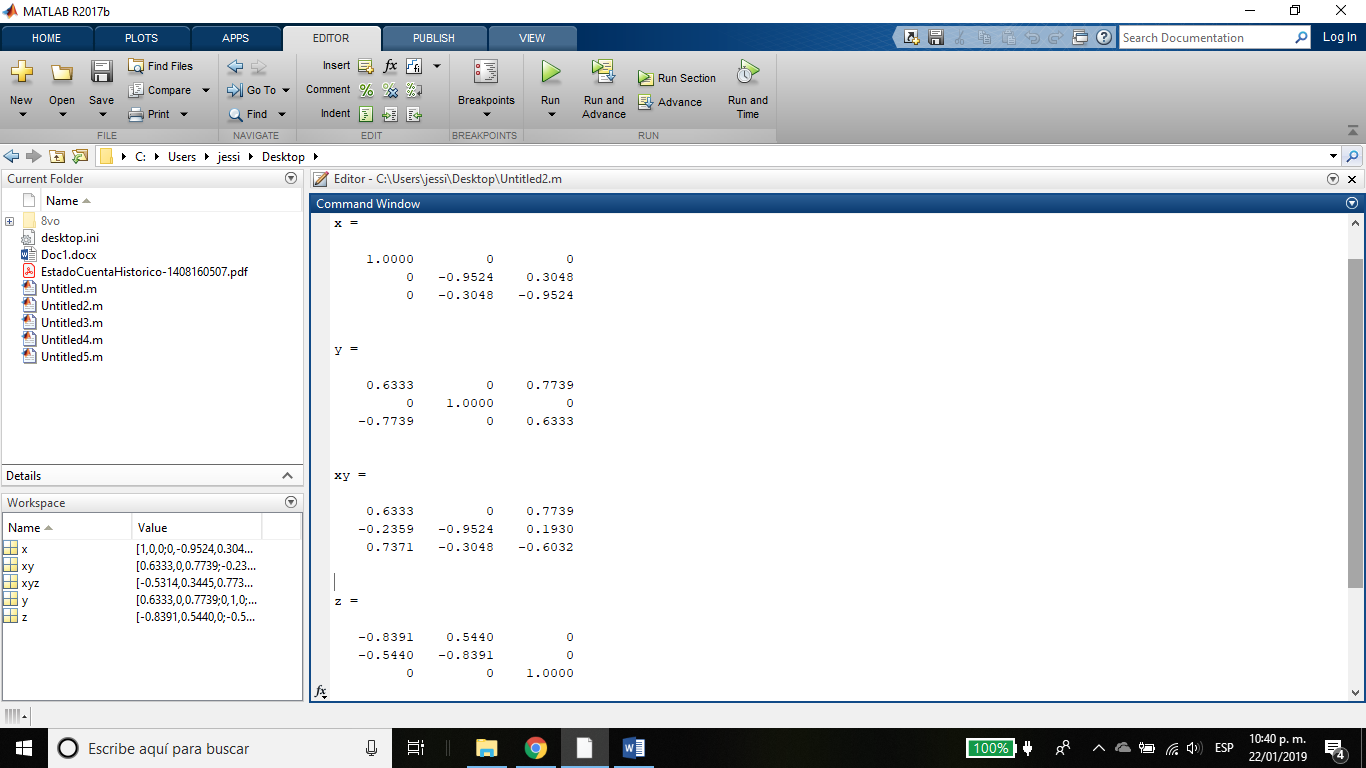 MATLAB R2017b
HOME PLOTS APPS EDITOR PUBLISH VIEW
Search Documentation
Log In
New Open Save
Find Files
Compare
Print
FILE
Go To
Find
NAVIGATE
Insert fx
Comment
Indent
EDIT
Breakpoints
BREAKPOINTS
Run
Run and Advance
Run Section
Advance
Run and Time
RUN
C: Users jessi Desktop
Current Folder
Name
8vo
desktop.ini
Doc1.docx
EstadoCuentaHistorico-1408160507.pdf
Untitled.m
Untitled2.m
Untitled3.m
Untitled4.m
Untitled5.m
Details
Workspace
Name Value
x [1,0,0;0,-0.9524,0.304...
xy [0.6333,0,0.7739;-0.23...
xyz [-0.5314,0.3445,0.773...
y [0.6333,0,0.7739;0,1,0;...
z [-0.8391,0.5440,0;-0.5...
Editor - C:\Users\jessi\Desktop\Untitled2.m
Command Window
x =
1.0000 0 0
0 -0.9524 0.3048
0 -0.3048 -0.9524
y =
0.6333 0 0.7739
0 1.0000 0
-0.7739 0 0.6333
xy =
0.6333 0 0.7739
-0.2359 -0.9524 0.1930
0.7371 -0.3048 -0.6032
z =
-0.8391 0.5440 0
-0.5440 -0.8391 0
0 0 1.0000
fx
Escribe aquí para buscar
100%
ESP
10:40 p. m.
22/01/2019
4